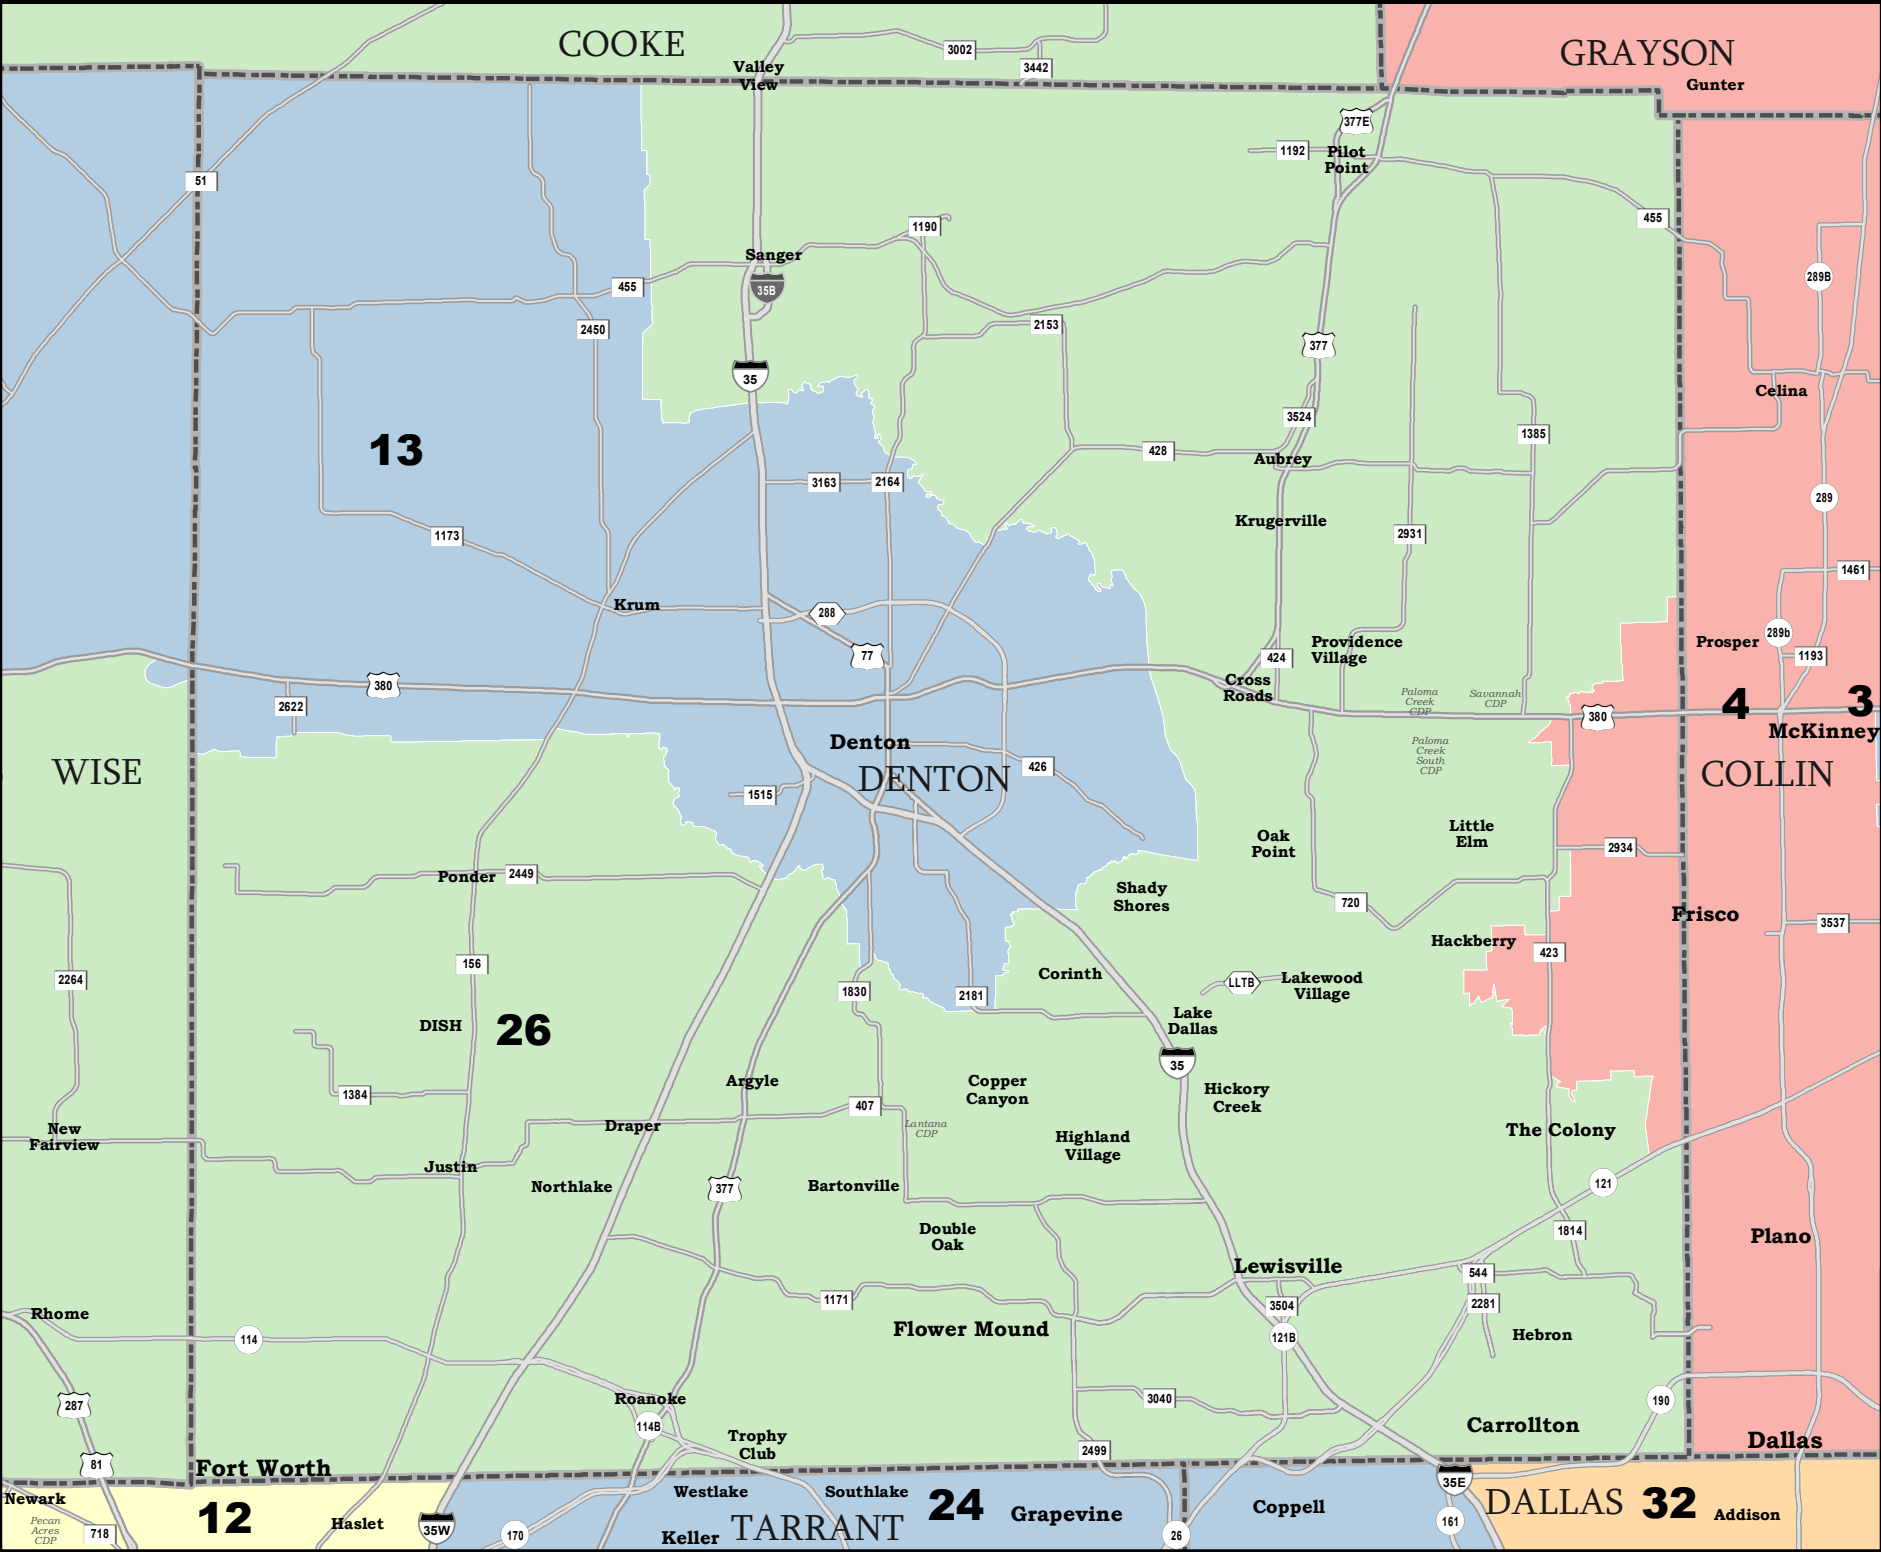 COOKE
GRAYSON
Gunter
3002
3442
Valley
View
377E
1192
Pilot
Point
51
455
1190
Sanger
289B
35B
455
2450
2153
377
35
Celina
3524
1385
13
428
Aubrey
3163
2164
289
Krugerville
1173
2931
1461
Krum
288
289b
Providence
Village
Prosper
77
424
1193
380
Cross
Roads
Paloma
Creek
CDP
Savannah
CDP
2622
4
3
380
McKinney
Denton
Paloma
Creek
South
CDP
WISE
DENTON
426
COLLIN
1515
Little
Elm
Oak
Point
2934
Ponder
2449
Shady
Shores
720
Frisco
3537
Hackberry
423
156
2264
Corinth
LLTB
Lakewood
Village
1830
2181
DISH
26
Lake
Dallas
35
Argyle
Copper
Canyon
Hickory
Creek
1384
407
New
Fairview
Draper
Lantana
CDP
Highland
Village
The Colony
Justin
Northlake
377
Bartonville
121
Double
Oak
1814
Plano
Lewisville
544
1171
3504
2281
Rhome
114
Flower Mound
121B
Hebron
287
Roanoke
3040
190
114B
Carrollton
Trophy
Club
2499
Dallas
81
Fort Worth
35E
Newark
Westlake
Southlake
24
Grapevine
Coppell
DALLAS
32
Addison
12
Pecan
Acres
CDP
718
Haslet
35W
170
Keller
TARRANT
26
161